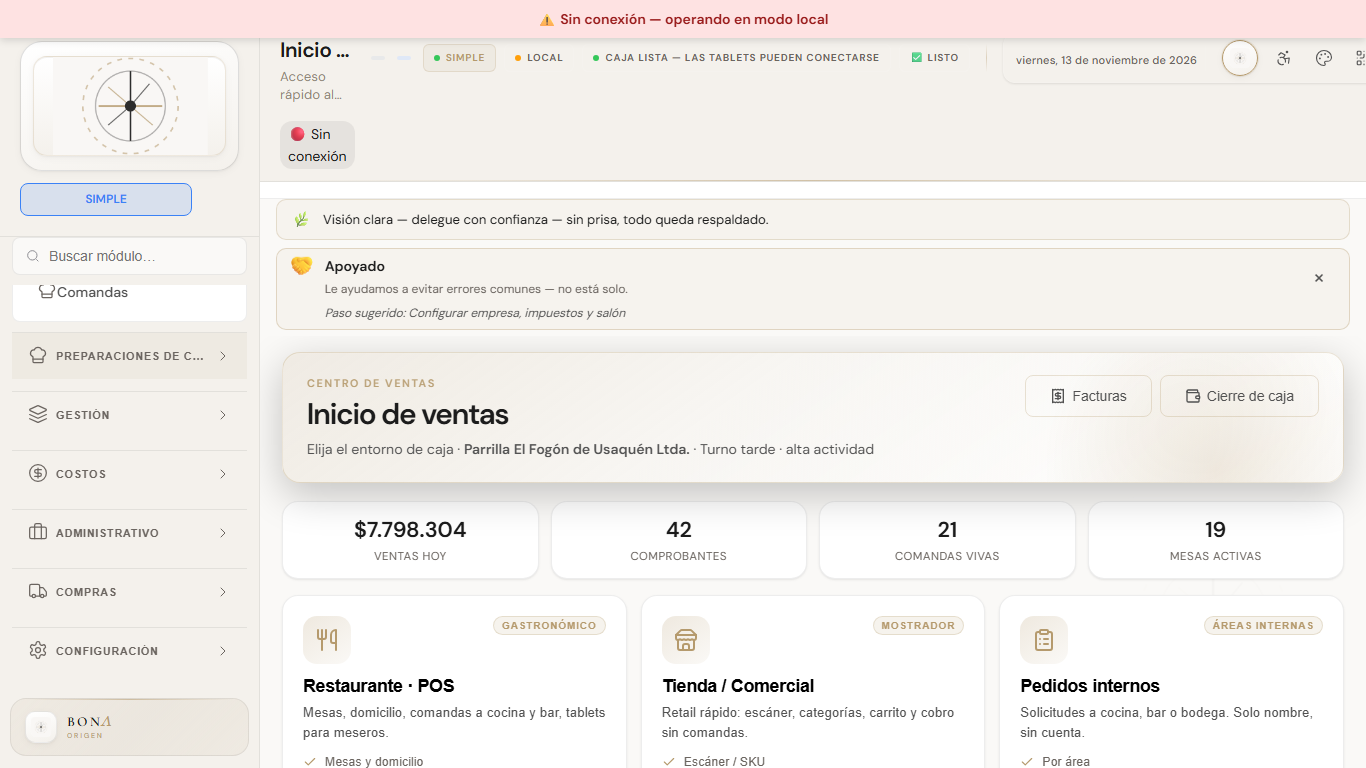 ⚠️ Sin conexión — operando en modo local
Inicio ...
Acceso
rápido al...
SIMPLE
LOCAL
CAJA LISTA — LAS TABLETS PUEDEN CONECTARSE
✅ LISTO
viernes, 13 de noviembre de 2026
🔴 Sin
conexión
SIMPLE
Buscar módulo...
Comandas
PREPARACIONES DE C...
GESTIÓN
COSTOS
ADMINISTRATIVO
COMPRAS
CONFIGURACIÓN
BONA
ORIGEN
🌿 Visión clara — delegue con confianza — sin prisa, todo queda respaldado.
🤝 Apoyado
Le ayudamos a evitar errores comunes — no está solo.
Paso sugerido: Configurar empresa, impuestos y salón
×
CENTRO DE VENTAS
Inicio de ventas
Elija el entorno de caja · Parrilla El Fogón de Usaquén Ltda. · Turno tarde · alta actividad
Facturas
Cierre de caja
$7.798.304
VENTAS HOY
42
COMPROBANTES
21
COMANDAS VIVAS
19
MESAS ACTIVAS
GASTRONÓMICO
Restaurante · POS
Mesas, domicilio, comandas a cocina y bar, tablets
para meseros.
✓ Mesas y domicilio
MOSTRADOR
Tienda / Comercial
Retail rápido: escáner, categorías, carrito y cobro
sin comandas.
✓ Escáner / SKU
ÁREAS INTERNAS
Pedidos internos
Solicitudes a cocina, bar o bodega. Solo nombre,
sin cuenta.
✓ Por área